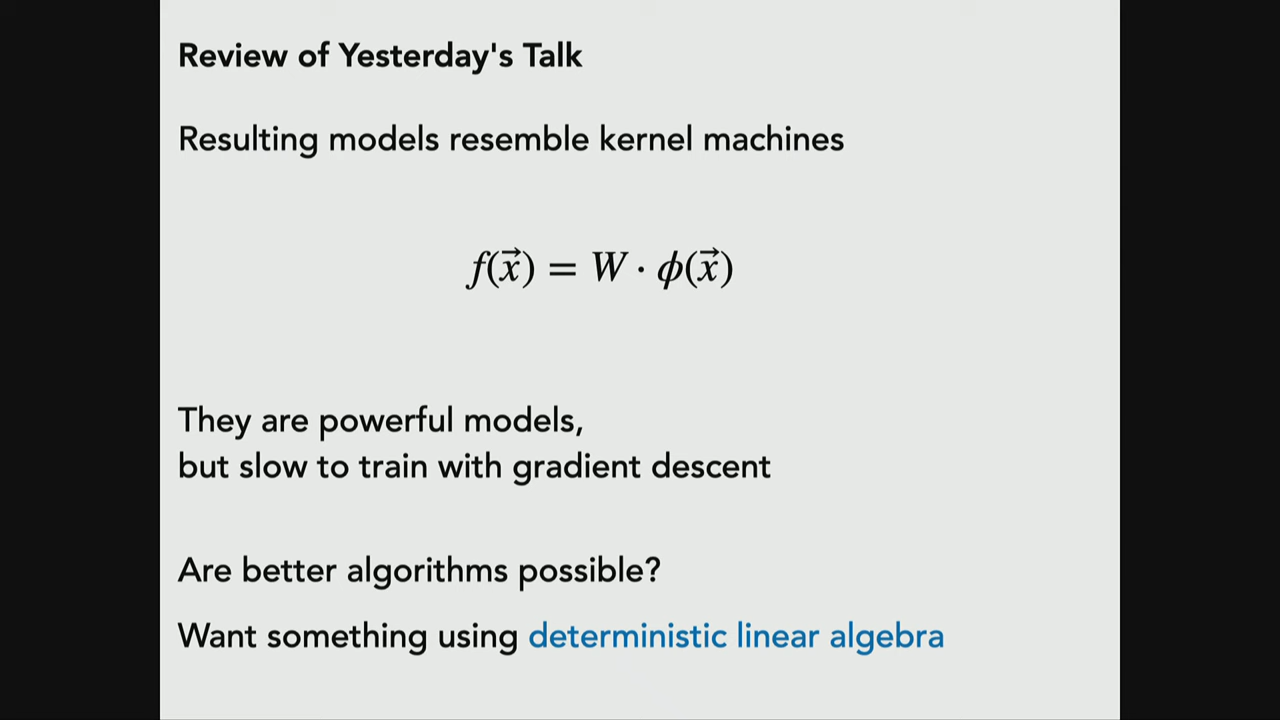 Review of Yesterday's Talk
Resulting models resemble kernel machines
f(x⃗) = W · ϕ(x⃗)
They are powerful models,
but slow to train with gradient descent
Are better algorithms possible?
Want something using deterministic linear algebra